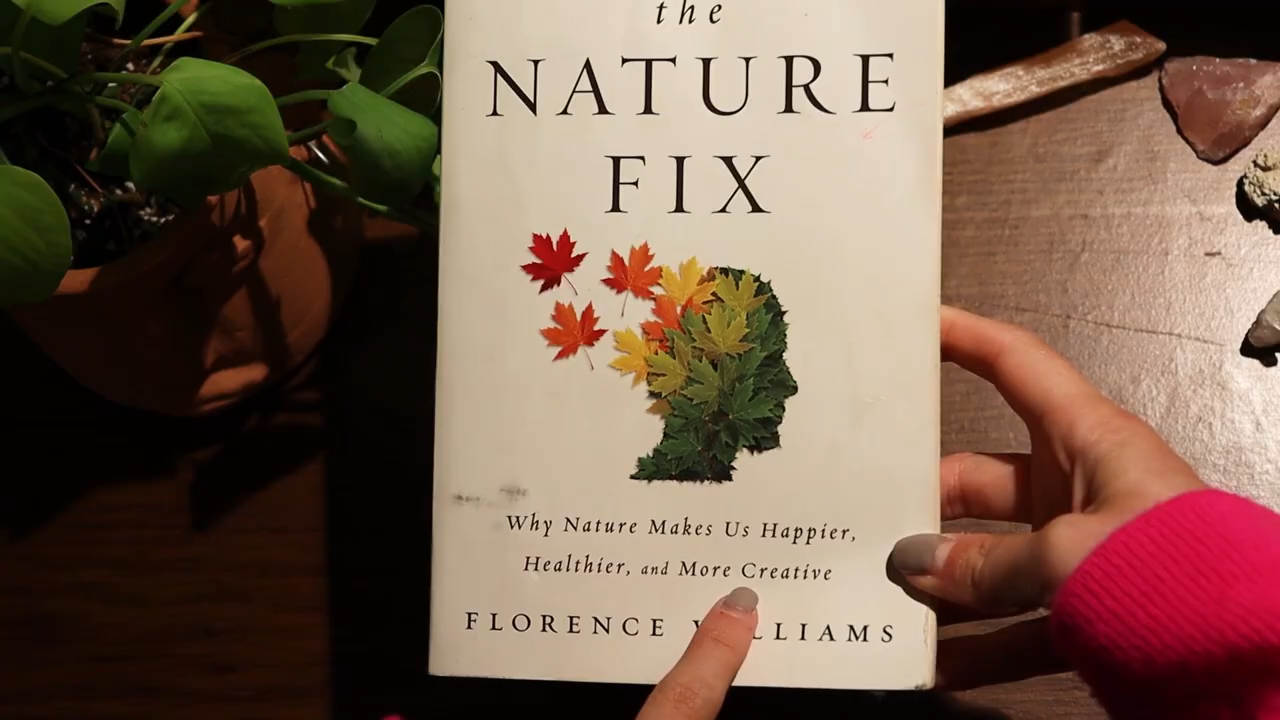 the
NATURE
FIX
Why Nature Makes Us Happier,
Healthier, and More Creative
FLORENCE